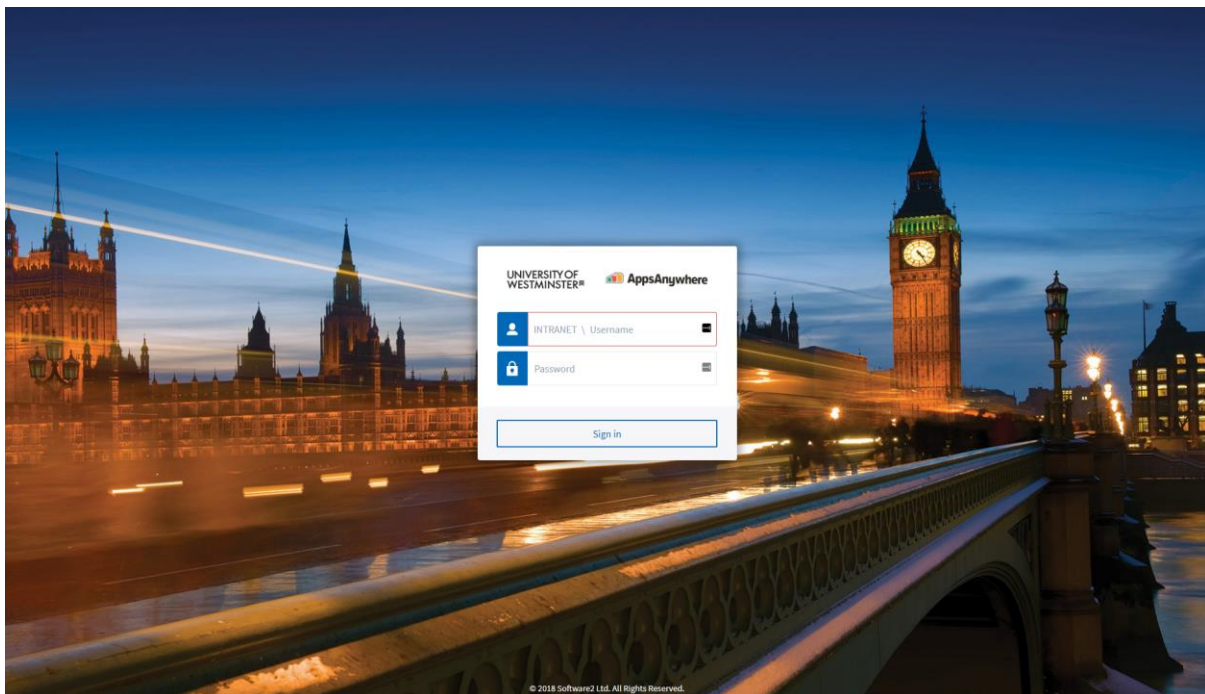 UNIVERSITY OF
WESTMINSTER
AppsAnywhere
INTRANET \ Username
Password
Sign in
© 2018 Software2 Ltd. All Rights Reserved.